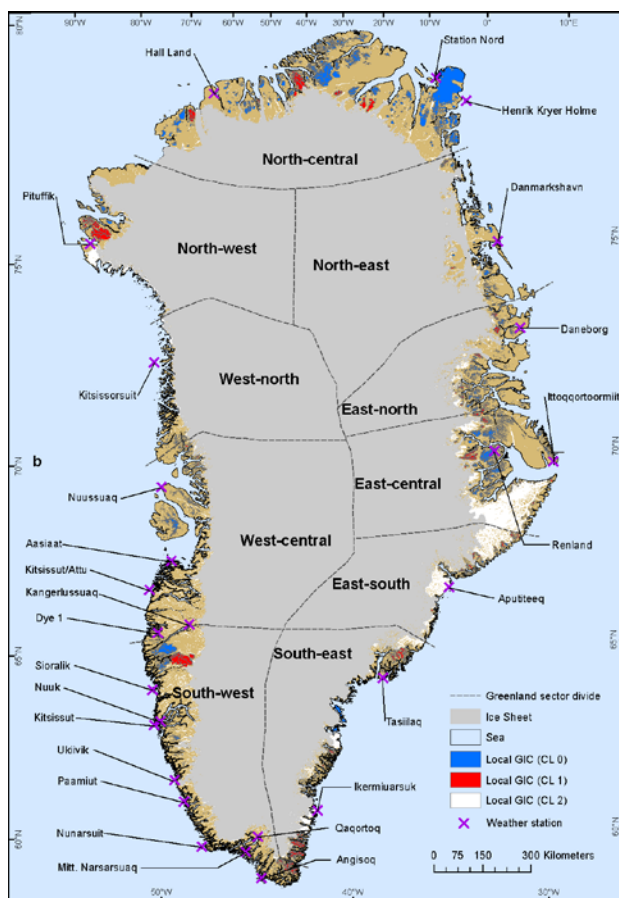 90°W
80°W
70°W
60°W
50°W
40°W
30°W
20°W
10°W
0°
10°E
80°N
75°N
70°N
65°N
60°N
50°W
40°W
30°W
b
Hall Land
Station Nord
Henrik Kryer Holme
North-central
Danmarkshavn
Pituffik
North-west
North-east
Daneborg
West-north
Kitsissorsuit
East-north
Ittoqqortoormiit
Nuussuaq
East-central
West-central
Renland
Aasiaat
Kitsissut/Attu
East-south
Aputiteeq
Kangerlussuaq
Dye 1
South-east
Sioralik
South-west
Nuuk
Tasiilaq
Kitsissut
Ukiivik
Ikermiuarsuk
Paamiut
Nunarsuit
Qaqortoq
Mitt. Narsarsuaq
Angisoq
Greenland sector divide
Ice Sheet
Sea
Local GIC (CL 0)
Local GIC (CL 1)
Local GIC (CL 2)
Weather station
0 75 150 300 Kilometers